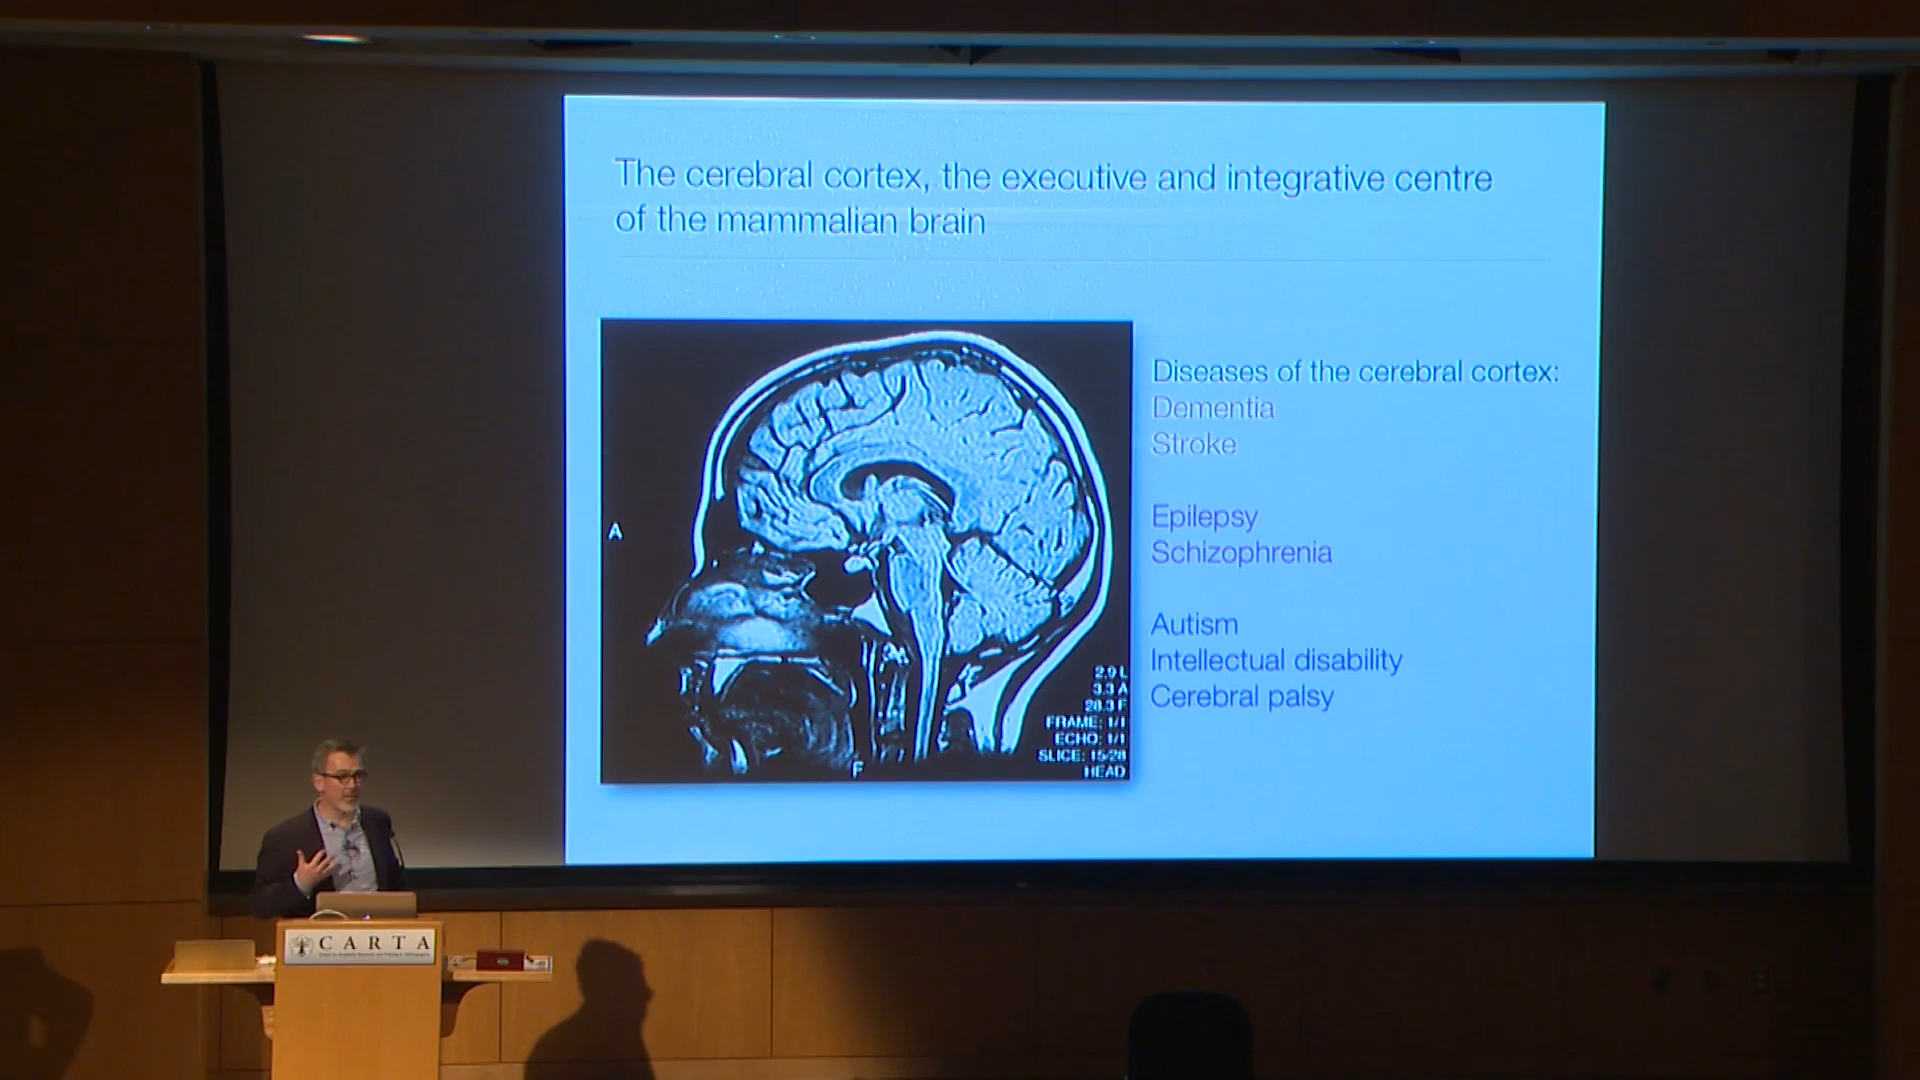 The cerebral cortex, the executive and integrative centre
of the mammalian brain
Diseases of the cerebral cortex:
Dementia
Stroke
Epilepsy
Schizophrenia
Autism
Intellectual disability
Cerebral palsy
A
2.9 L
3.3 A
28.3 F
FRAME: 1/1
ECHO: 1/1
SLICE: 15/28
HEAD
F
CARTA